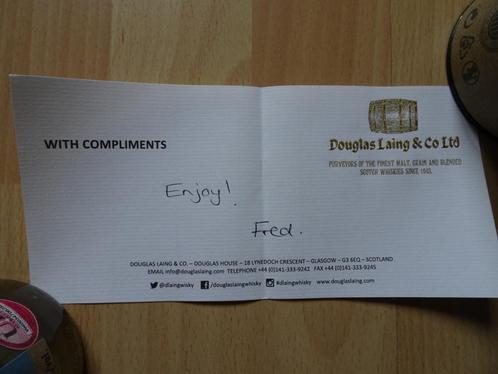 Douglas Laing & Co Ltd
PURVEYORS OF THE FINEST MALT, GRAIN AND BLENDED
SCOTCH WHISKIES SINCE 1948.
WITH COMPLIMENTS
Enjoy!
Fred.
DOUGLAS LAING & CO. – DOUGLAS HOUSE – 18 LYNEDOCH CRESCENT – GLASGOW – G3 6EQ – SCOTLAND
EMAIL info@douglaslaing.com TELEPHONE +44 (0)141-333-9242 FAX +44 (0)141-333-9245
@dlaingwisky /douglaslaingwhisky #dlaingwhisky www.douglaslaing.com